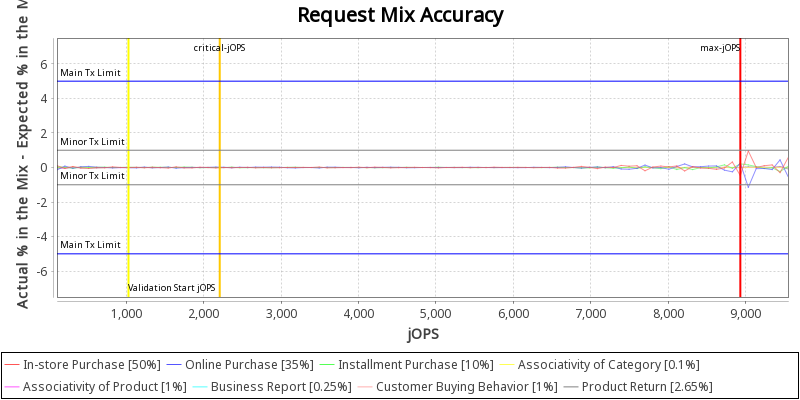 Request Mix Accuracy
Actual % in the Mix - Expected % in the M
critical-jOPS
max-jOPS
Main Tx Limit
Minor Tx Limit
Minor Tx Limit
Main Tx Limit
Validation Start jOPS
6
4
2
0
-2
-4
-6
1,000 2,000 3,000 4,000 5,000 6,000 7,000 8,000 9,000
jOPS
In-store Purchase [50%] Online Purchase [35%] Installment Purchase [10%] Associativity of Category [0.1%]
Associativity of Product [1%] Business Report [0.25%] Customer Buying Behavior [1%] Product Return [2.65%]